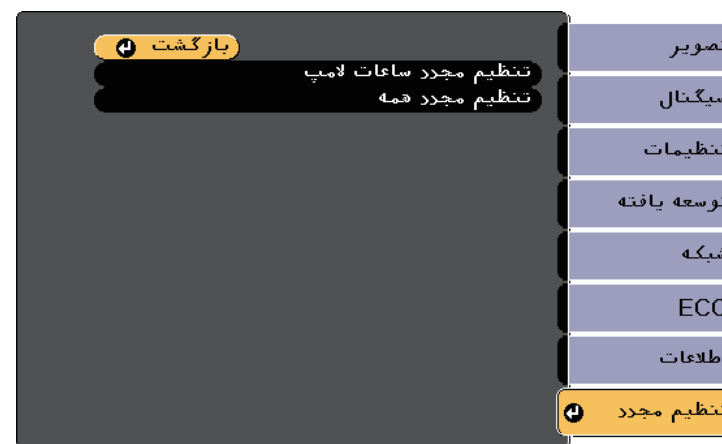 تصویر
سیگنال
تنظیمات
توسعه یافته
شبکه
ECO
اطلاعات
تنظیم مجدد
بازگشت
تنظیم مجدد ساعات لامپ
تنظیم مجدد همه